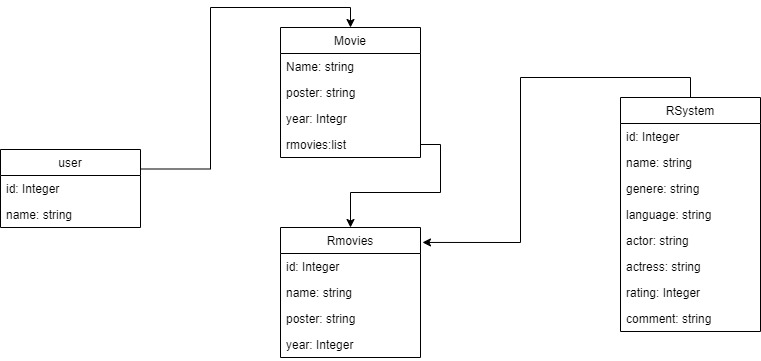 Movie
Name: string
poster: string
year: Integr
rmovies:list
user
id: Integer
name: string
Rmovies
id: Integer
name: string
poster: string
year: Integer
RSystem
id: Integer
name: string
genere: string
language: string
actor: string
actress: string
rating: Integer
comment: string